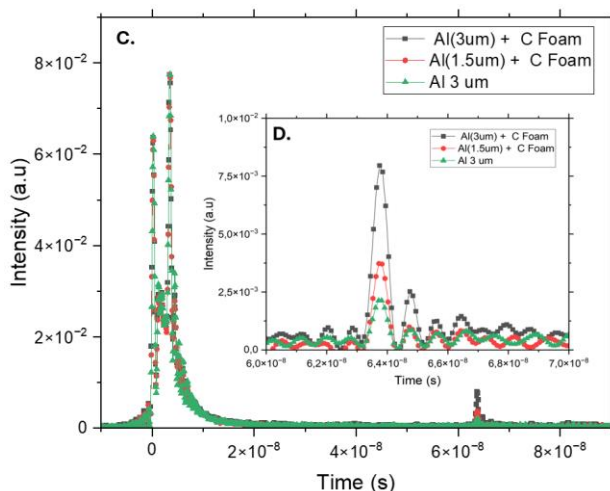 C.
Al(3um) + C Foam
Al(1.5um) + C Foam
Al 3 um
8×10⁻²
6×10⁻²
4×10⁻²
2×10⁻²
0
Intensity (a.u)
D.
Al(3um) + C Foam
Al(1.5um) + C Foam
Al 3 um
1,0×10⁻²
7,5×10⁻³
5,0×10⁻³
2,5×10⁻³
0,0
Intensity (a.u)
6,0×10⁻⁸ 6,2×10⁻⁸ 6,4×10⁻⁸ 6,6×10⁻⁸ 6,8×10⁻⁸ 7,0×10⁻⁸
Time (s)
0 2×10⁻⁸ 4×10⁻⁸ 6×10⁻⁸ 8×10⁻⁸
Time (s)